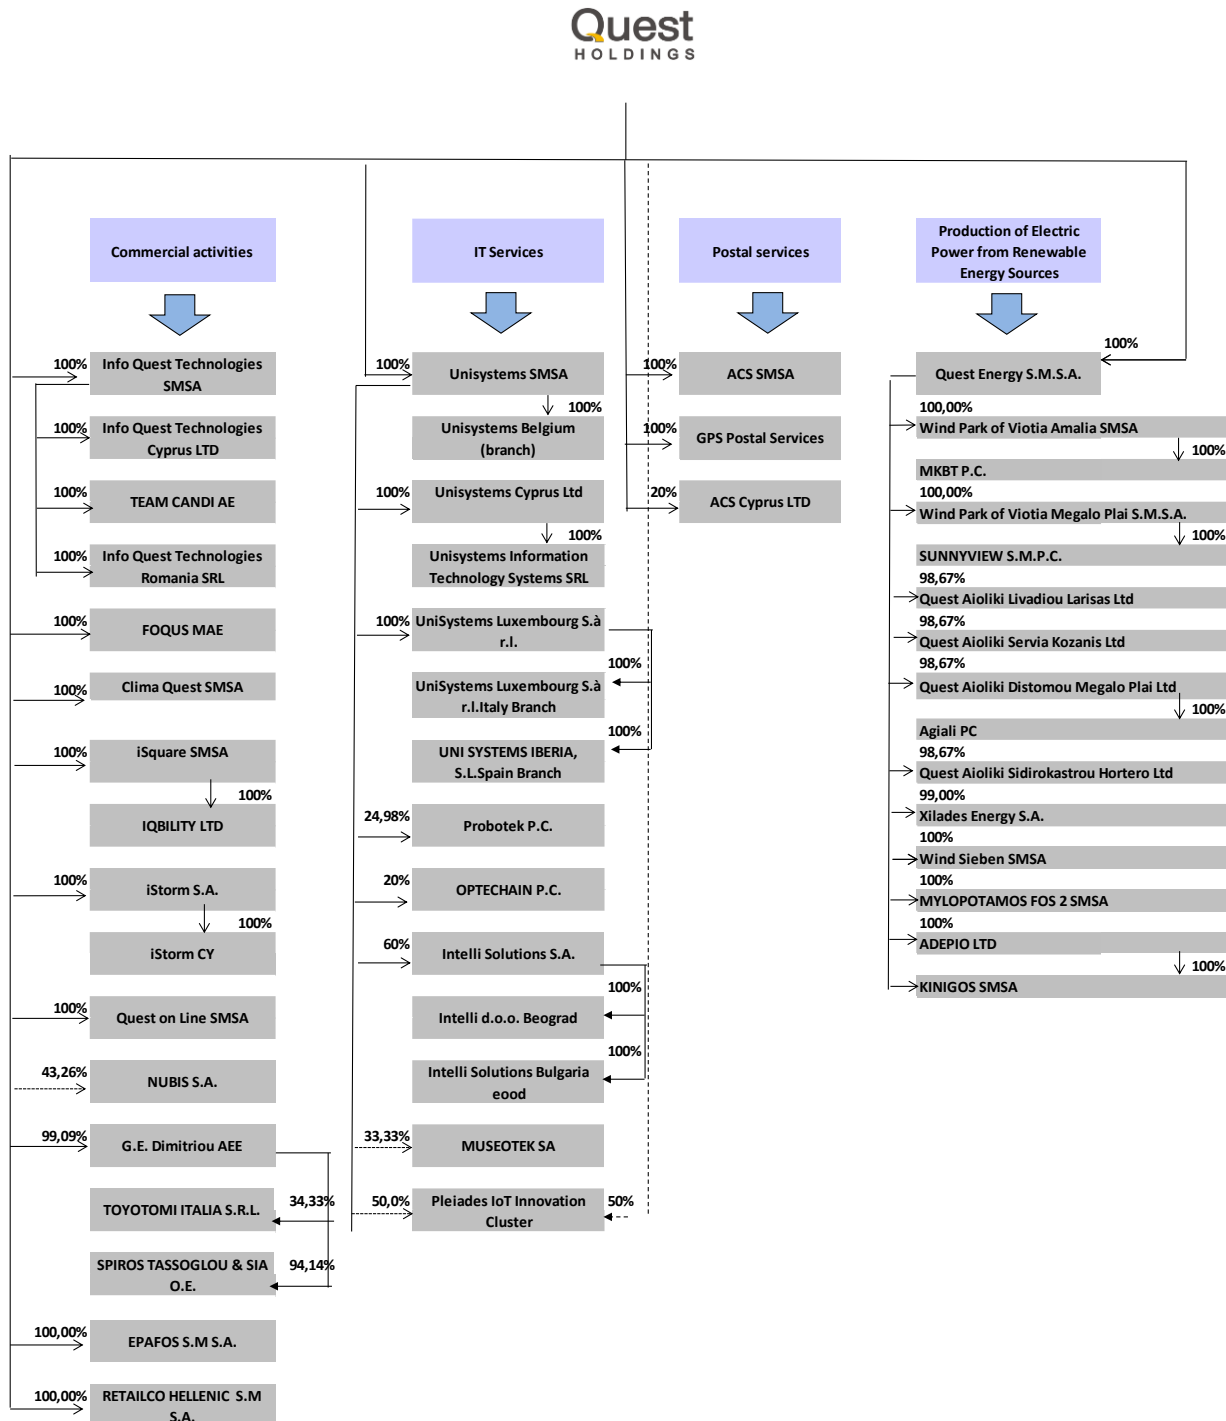 Quest
HOLDINGS
Commercial activities
100%
Info Quest Technologies
SMSA
100%
Info Quest Technologies
Cyprus LTD
100%
TEAM CANDI AE
100%
Info Quest Technologies
Romania SRL
100%
FOQUS MAE
100%
Clima Quest SMSA
100%
iSquare SMSA
100%
IQBILITY LTD
100%
iStorm S.A.
100%
iStorm CY
100%
Quest on Line SMSA
43,26%
NUBIS S.A.
99,09%
G.E. Dimitriou AEE
34,33%
TOYOTOMI ITALIA S.R.L.
94,14%
SPIROS TASSOGLOU & SIA
O.E.
100,00%
EPAFOS S.M S.A.
100,00%
RETAILCO HELLENIC S.M
S.A.
IT Services
100%
Unisystems SMSA
100%
Unisystems Belgium
(branch)
100%
Unisystems Cyprus Ltd
100%
Unisystems Information
Technology Systems SRL
100%
UniSystems Luxembourg S.à
r.l.
100%
UniSystems Luxembourg S.à
r.l.Italy Branch
100%
UNI SYSTEMS IBERIA,
S.L.Spain Branch
24,98%
Probotek P.C.
20%
OPTECHAIN P.C.
60%
Intelli Solutions S.A.
100%
Intelli d.o.o. Beograd
100%
Intelli Solutions Bulgaria
eood
33,33%
MUSEOTEK SA
50,0%
Pleiades IoT Innovation
Cluster
50%
Postal services
100%
ACS SMSA
100%
GPS Postal Services
20%
ACS Cyprus LTD
Production of Electric
Power from Renewable
Energy Sources
100%
Quest Energy S.M.S.A.
100,00%
Wind Park of Viotia Amalia SMSA
100%
MKBT P.C.
100,00%
Wind Park of Viotia Megalo Plai S.M.S.A.
100%
SUNNYVIEW S.M.P.C.
98,67%
Quest Aioliki Livadiou Larisas Ltd
98,67%
Quest Aioliki Servia Kozanis Ltd
98,67%
Quest Aioliki Distomou Megalo Plai Ltd
100%
Agiali PC
98,67%
Quest Aioliki Sidirokastrou Hortero Ltd
99,00%
Xilades Energy S.A.
100%
Wind Sieben SMSA
100%
MYLOPOTAMOS FOS 2 SMSA
100%
ADEPIO LTD
100%
KINIGOS SMSA